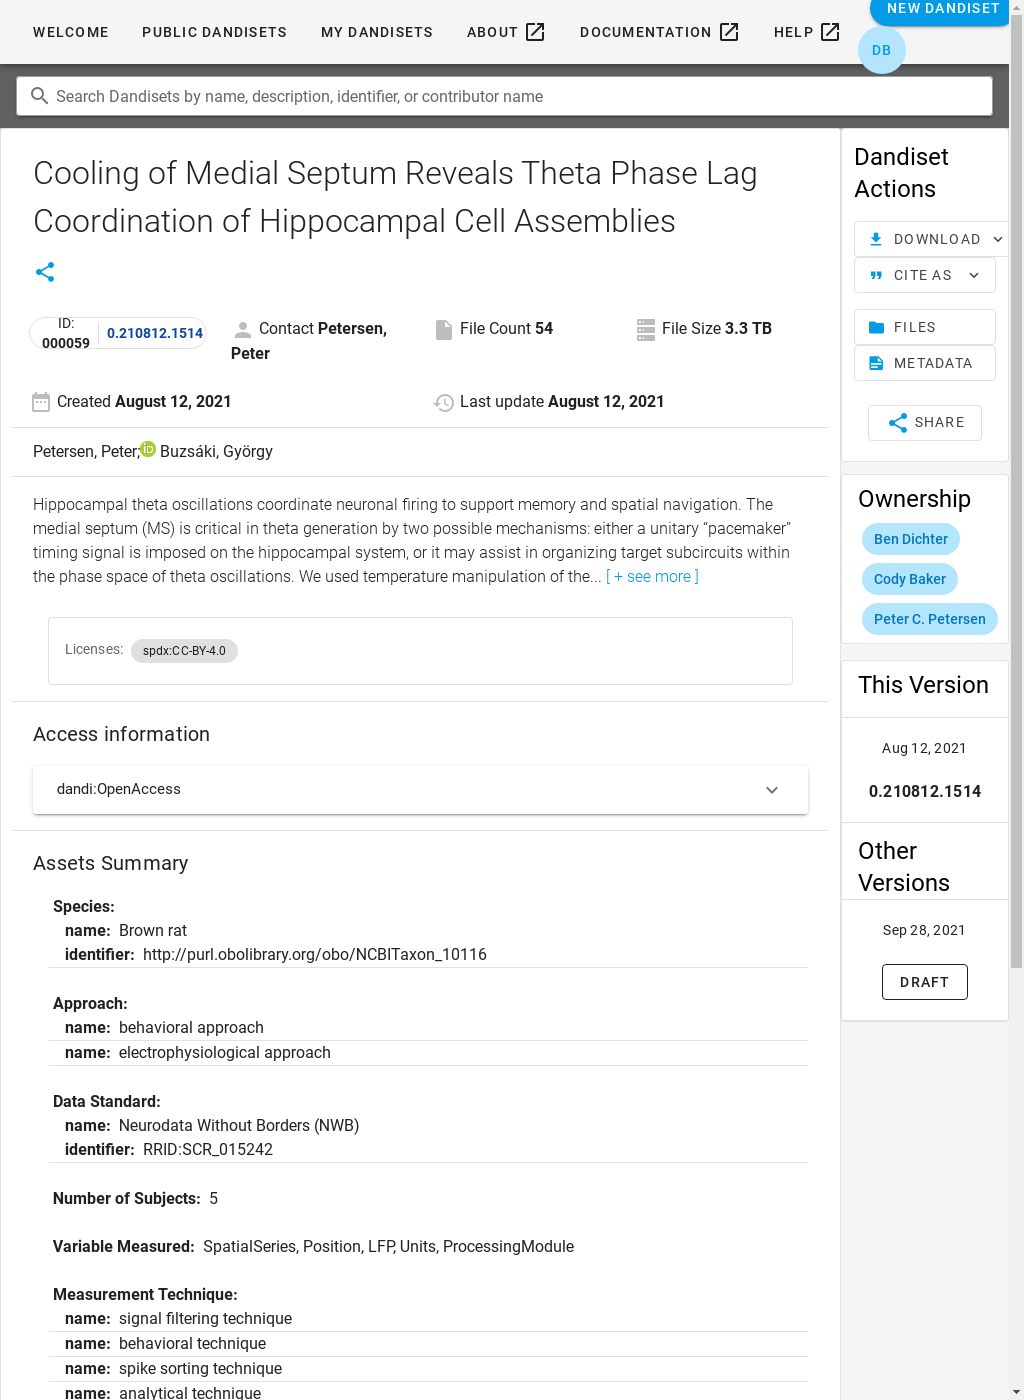 WELCOME PUBLIC DANDISETS MY DANDISETS ABOUT DOCUMENTATION HELP NEW DANDISET
DB
Search Dandisets by name, description, identifier, or contributor name
Cooling of Medial Septum Reveals Theta Phase Lag
Coordination of Hippocampal Cell Assemblies
ID: 000059 0.210812.1514
Contact Petersen, Peter
File Count 54
File Size 3.3 TB
Created August 12, 2021
Last update August 12, 2021
Petersen, Peter; Buzsáki, György
Hippocampal theta oscillations coordinate neuronal firing to support memory and spatial navigation. The
medial septum (MS) is critical in theta generation by two possible mechanisms: either a unitary “pacemaker”
timing signal is imposed on the hippocampal system, or it may assist in organizing target subcircuits within
the phase space of theta oscillations. We used temperature manipulation of the... [ + see more ]
Licenses: spdx:CC-BY-4.0
Access information
dandi:OpenAccess
Assets Summary
Species:
name: Brown rat
identifier: http://purl.obolibrary.org/obo/NCBITaxon_10116
Approach:
name: behavioral approach
name: electrophysiological approach
Data Standard:
name: Neurodata Without Borders (NWB)
identifier: RRID:SCR_015242
Number of Subjects: 5
Variable Measured: SpatialSeries, Position, LFP, Units, ProcessingModule
Measurement Technique:
name: signal filtering technique
name: behavioral technique
name: spike sorting technique
name: analytical technique
Dandiset
Actions
DOWNLOAD
CITE AS
FILES
METADATA
SHARE
Ownership
Ben Dichter
Cody Baker
Peter C. Petersen
This Version
Aug 12, 2021
0.210812.1514
Other
Versions
Sep 28, 2021
DRAFT